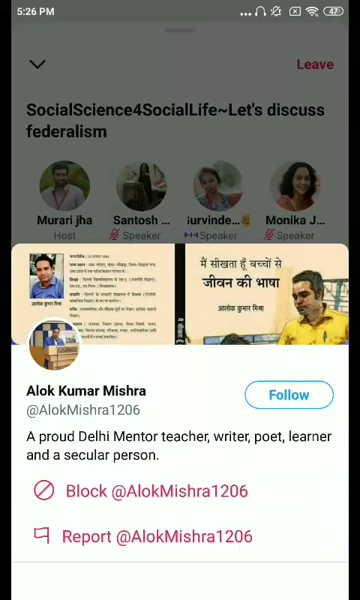 5:26 PM
47
Leave
SocialScience4SocialLife~Let's discuss
federalism
Murari jha
Santosh ...
iurvinde...
Monika J...
Host
Speaker
Speaker
Speaker
मैं सीखता हूँ बच्चों से
जीवन की भाषा
आलोक कुमार मिश्रा
आलोक कुमार मिश्र
Alok Kumar Mishra
Follow
@AlokMishra1206
A proud Delhi Mentor teacher, writer, poet, learner
and a secular person.
Block @AlokMishra1206
Report @AlokMishra1206